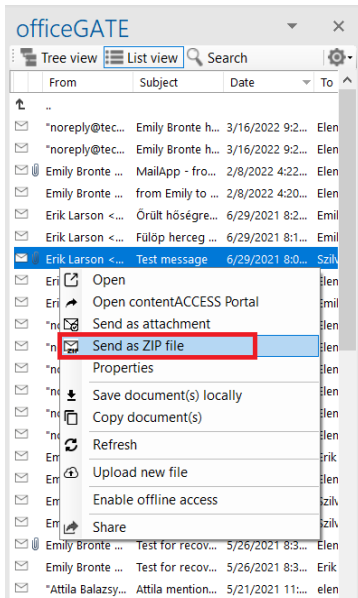 officeGATE
Tree view List view Search
From Subject Date To
..
"noreply@tec... Emily Bronte h... 3/16/2022 9:2... Elen
"noreply@tec... Emily Bronte h... 3/16/2022 9:2... Elen
Emily Bronte ... MailApp - fro... 2/8/2022 4:22... Elen
Emily Bronte ... from Emily to ... 2/8/2022 4:20... Elen
Erik Larson <... Őrült hőségre... 6/29/2021 8:2... Emil
Erik Larson <... Fülöp herceg ... 6/29/2021 8:1... Emil
Erik Larson <... Test message 6/29/2021 8:0... Szilv
Open
Open contentACCESS Portal
Send as attachment
ZIP Send as ZIP file
Properties
Save document(s) locally
Copy document(s)
Refresh
Upload new file
Enable offline access
Share
Emily Bronte ... Test for recov... 5/26/2021 8:3... Elen
Emily Bronte ... Test for recov... 5/26/2021 8:3... Erik
"Attila Balazsy... Attila mention... 5/21/2021 11:... elen